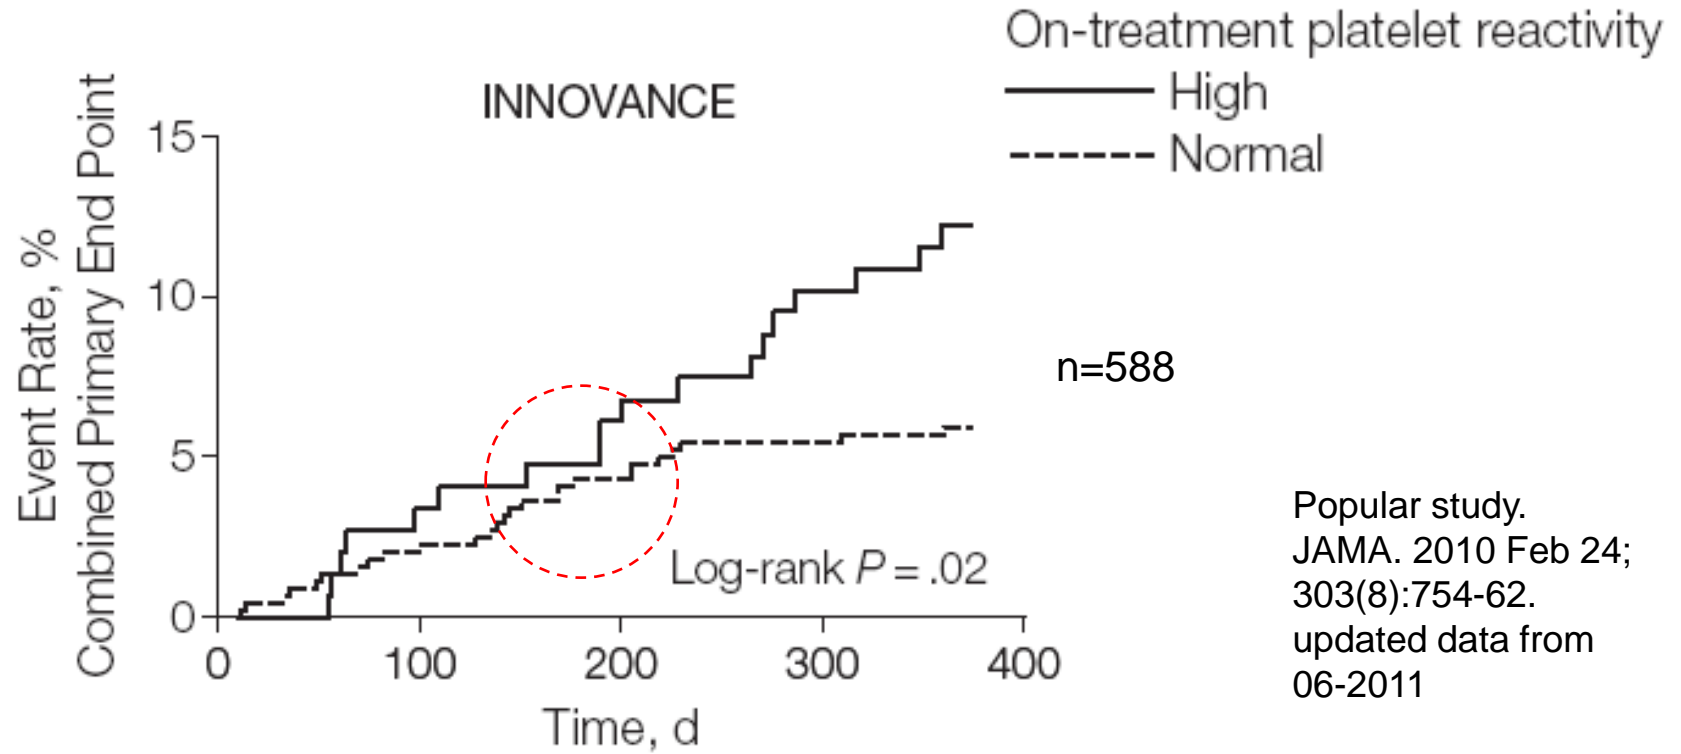 On-treatment platelet reactivity
High
Normal
INNOVANCE
Event Rate, %
Combined Primary End Point
15
10
5
0
0 100 200 300 400
Time, d
Log-rank P = .02
n=588
Popular study.
JAMA. 2010 Feb 24;
303(8):754-62.
updated data from
06-2011